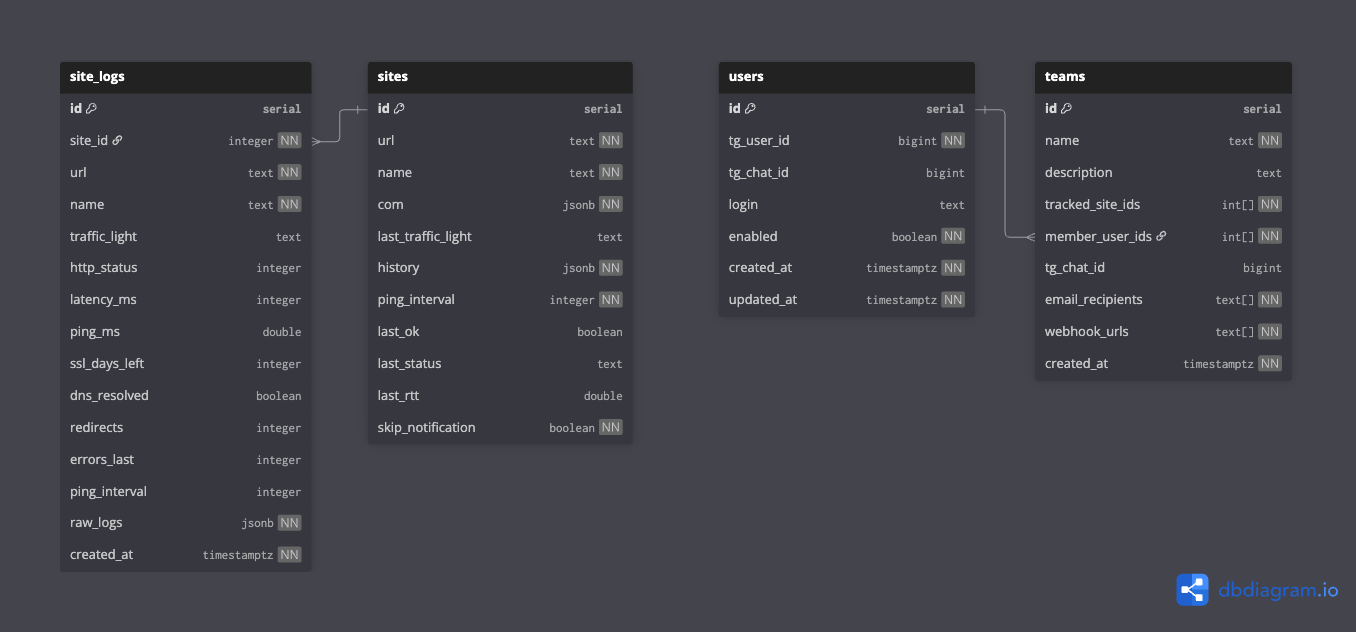 site_logs
id serial
site_id integer NN
url text NN
name text NN
traffic_light text
http_status integer
latency_ms integer
ping_ms double
ssl_days_left integer
dns_resolved boolean
redirects integer
errors_last integer
ping_interval integer
raw_logs jsonb NN
created_at timestamptz NN
sites
id serial
url text NN
name text NN
com jsonb NN
last_traffic_light text
history jsonb NN
ping_interval integer NN
last_ok boolean
last_status text
last_rtt double
skip_notification boolean NN
users
id serial
tg_user_id bigint NN
tg_chat_id bigint
login text
enabled boolean NN
created_at timestamptz NN
updated_at timestamptz NN
teams
id serial
name text NN
description text
tracked_site_ids int[] NN
member_user_ids int[] NN
tg_chat_id bigint
email_recipients text[] NN
webhook_urls text[] NN
created_at timestamptz NN
dbdiagram.io